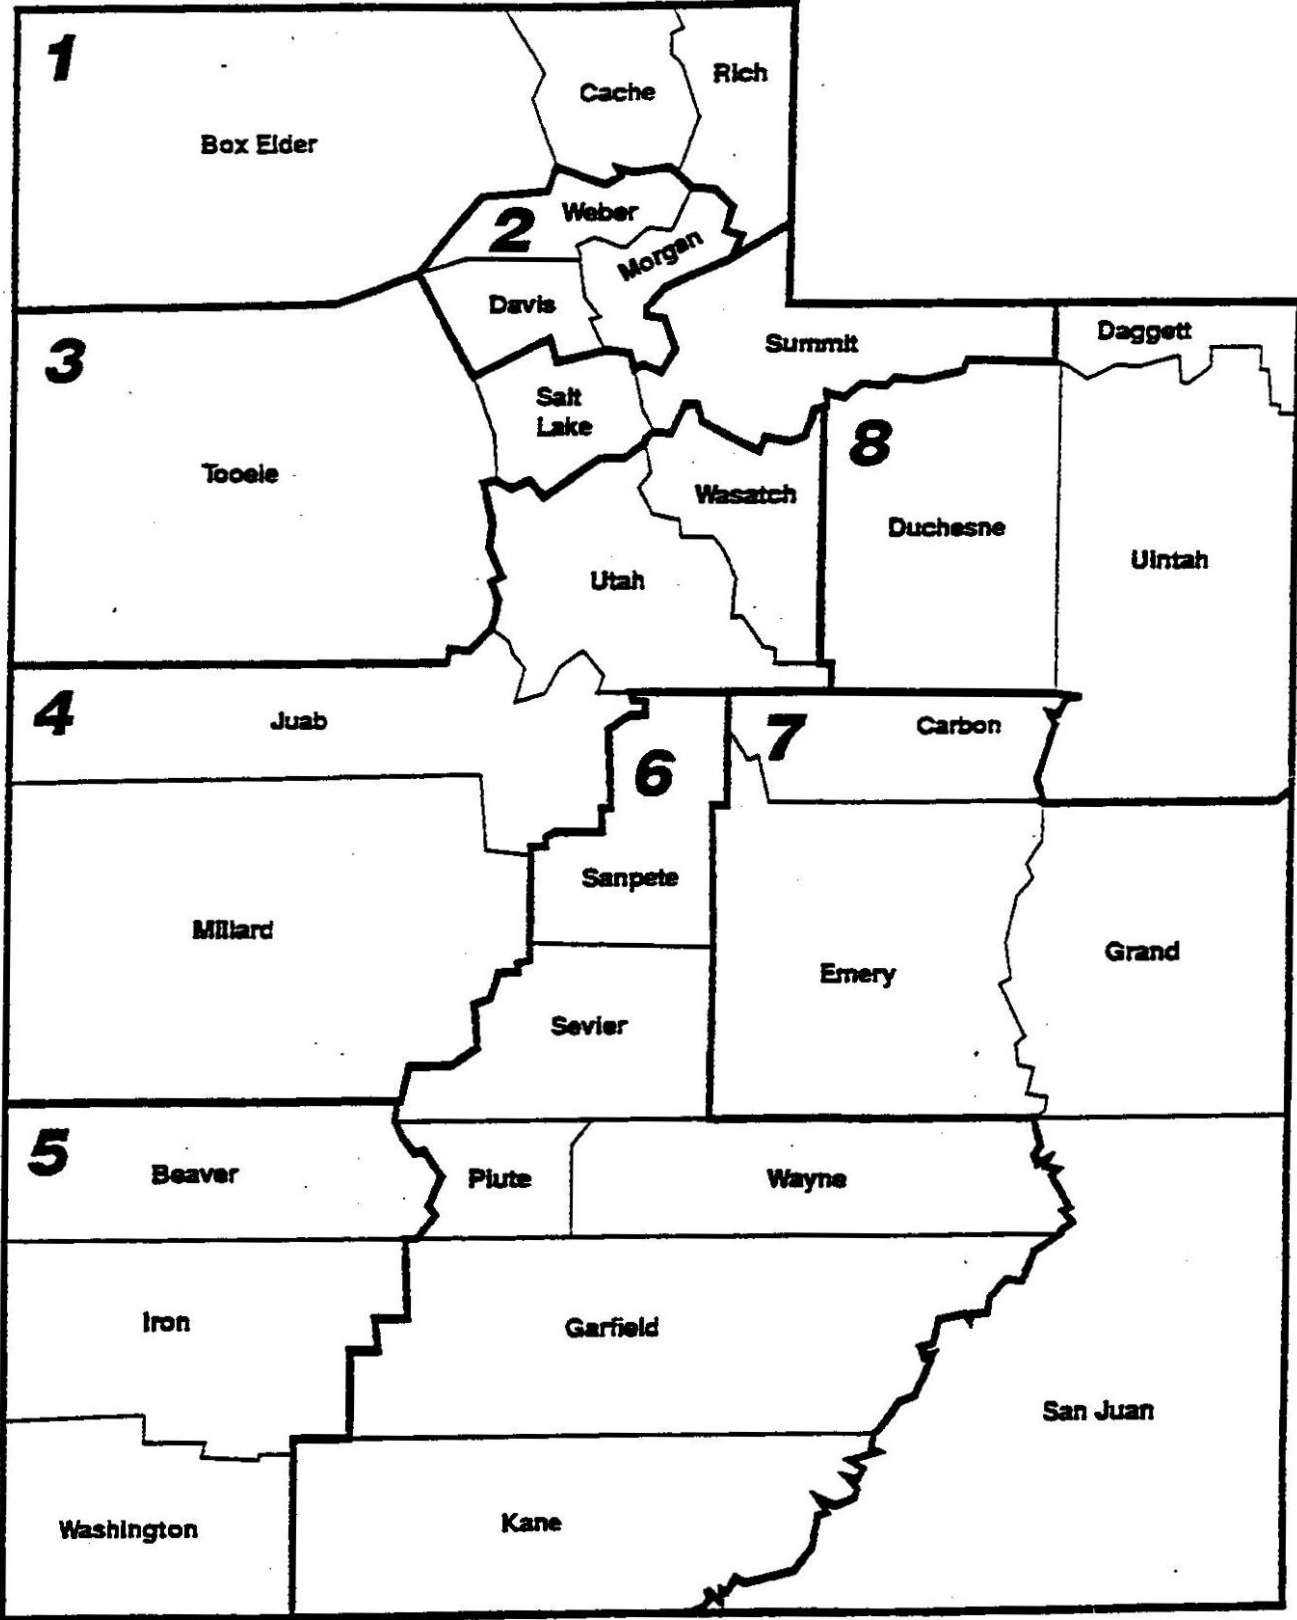 1
Cache
Rich
Box Elder
2
Weber
Morgan
Davis
3
Summit
Daggett
Salt
Lake
8
Tooele
Wasatch
Duchesne
Uintah
Utah
4
Juab
7
Carbon
6
Sanpete
Millard
Emery
Grand
Sevier
5
Beaver
Piute
Wayne
Iron
Garfield
San Juan
Washington
Kane